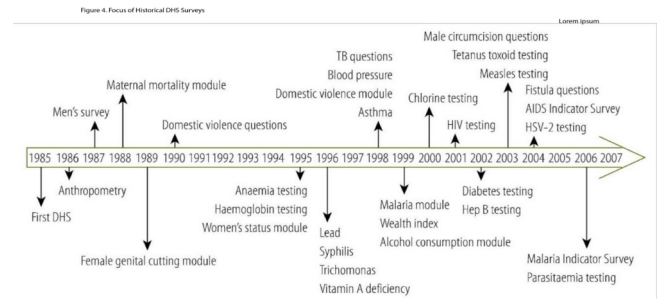 Figure 4. Focus of Historical DHS Surveys
Lorem Ipsum
Male circumcision questions
TB questions
Tetanus toxoid testing
Blood pressure
Measles testing
Maternal mortality module
Domestic violence module
Fistula questions
Men's survey
Asthma
Chlorine testing
AIDS Indicator Survey
Domestic violence questions
HIV testing
HSV-2 testing
1985 1986 1987 1988 1989 1990 1991 1992 1993 1994 1995 1996 1997 1998 1999 2000 2001 2002 2003 2004 2005 2006 2007
Anthropometry
Anaemia testing
Diabetes testing
First DHS
Haemoglobin testing
Malaria module
Hep B testing
Women's status module
Wealth index
Lead
Alcohol consumption module
Syphilis
Female genital cutting module
Trichomonas
Malaria Indicator Survey
Vitamin A deficiency
Parasitaemia testing